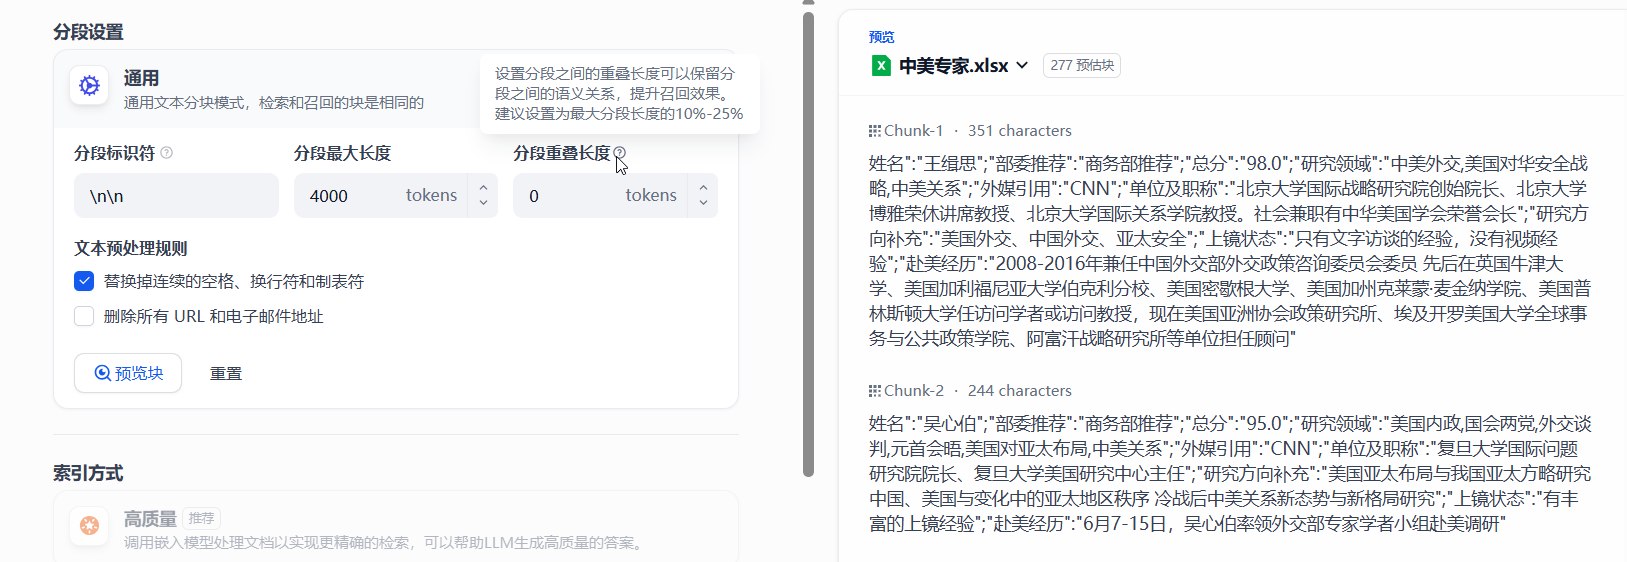 分段设置
通用
通用文本分块模式，检索和召回的块是相同的
设置分段之间的重叠长度可以保留分
段之间的语义关系，提升召回效果。
建议设置为最大分段长度的10%-25%
分段标识符
分段最大长度
分段重叠长度
\n\n
4000 tokens
0 tokens
文本预处理规则
替换掉连续的空格、换行符和制表符
删除所有 URL 和电子邮件地址
预览块
重置
索引方式
高质量 推荐
调用嵌入模型处理文档以实现更精确的检索，可以帮助LLM生成高质量的答案。
预览
中美专家.xlsx 277 预估块
Chunk-1 · 351 characters
姓名":"王缉思";"部委推荐":"商务部推荐";"总分":"98.0";"研究领域":"中美外交,美国对华安全战
略,中美关系";"外媒引用":"CNN";"单位及职称":"北京大学国际战略研究院创始院长、北京大学
博雅荣休讲席教授、北京大学国际关系学院教授。社会兼职有中华美国学会荣誉会长";"研究方
向补充":"美国外交、中国外交、亚太安全";"上镜状态":"只有文字访谈的经验，没有视频经
验";"赴美经历":"2008-2016年兼任中国外交部外交政策咨询委员会委员 先后在英国牛津大
学、美国加利福尼亚大学伯克利分校、美国密歇根大学、美国加州克莱蒙·麦金纳学院、美国普
林斯顿大学任访问学者或访问教授，现在美国亚洲协会政策研究所、埃及开罗美国大学全球事
务与公共政策学院、阿富汗战略研究所等单位担任顾问"
Chunk-2 · 244 characters
姓名":"吴心伯";"部委推荐":"商务部推荐";"总分":"95.0";"研究领域":"美国内政,国会两党,外交谈
判,元首会晤,美国对亚太布局,中美关系";"外媒引用":"CNN";"单位及职称":"复旦大学国际问题
研究院院长、复旦大学美国研究中心主任";"研究方向补充":"美国亚太布局与我国亚太方略研究
中国、美国与变化中的亚太地区秩序 冷战后中美关系新态势与新格局研究";"上镜状态":"有丰
富的上镜经验";"赴美经历":"6月7-15日，吴心伯率领外交部专家学者小组赴美调研"